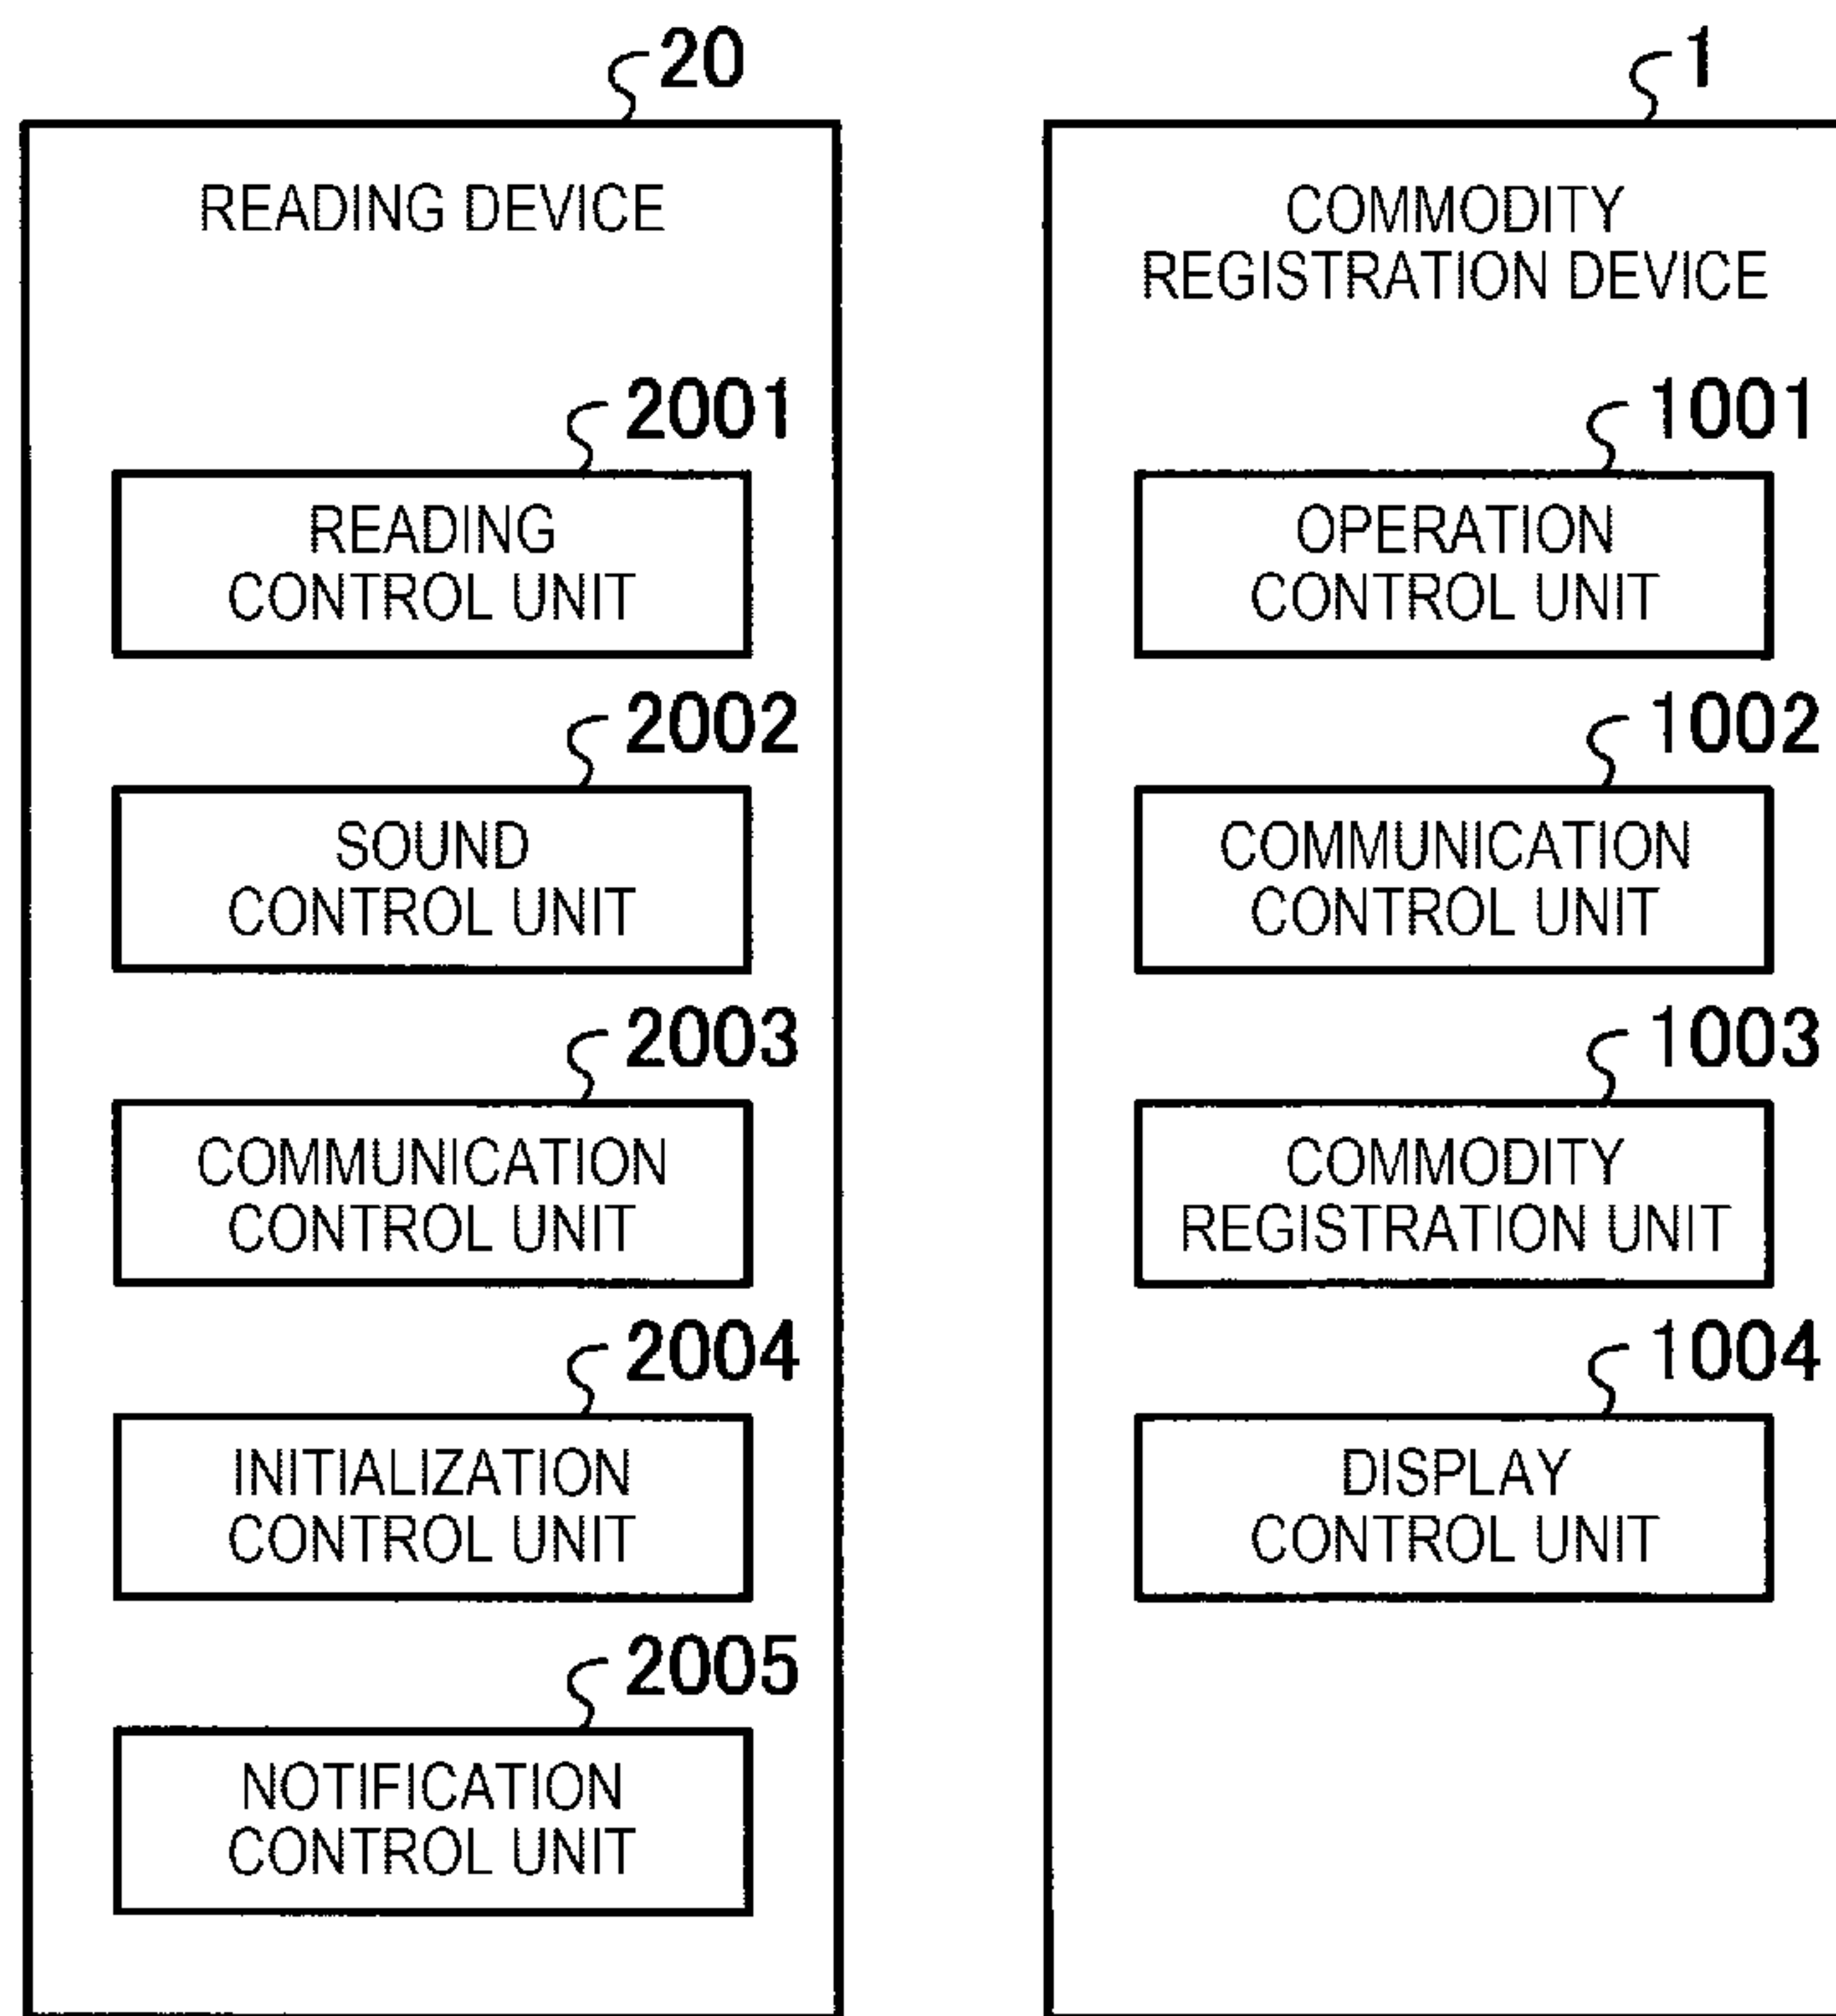 20
READING DEVICE
2001
READING
CONTROL UNIT
2002
SOUND
CONTROL UNIT
2003
COMMUNICATION
CONTROL UNIT
2004
INITIALIZATION
CONTROL UNIT
2005
NOTIFICATION
CONTROL UNIT
1
COMMODITY
REGISTRATION DEVICE
1001
OPERATION
CONTROL UNIT
1002
COMMUNICATION
CONTROL UNIT
1003
COMMODITY
REGISTRATION UNIT
1004
DISPLAY
CONTROL UNIT